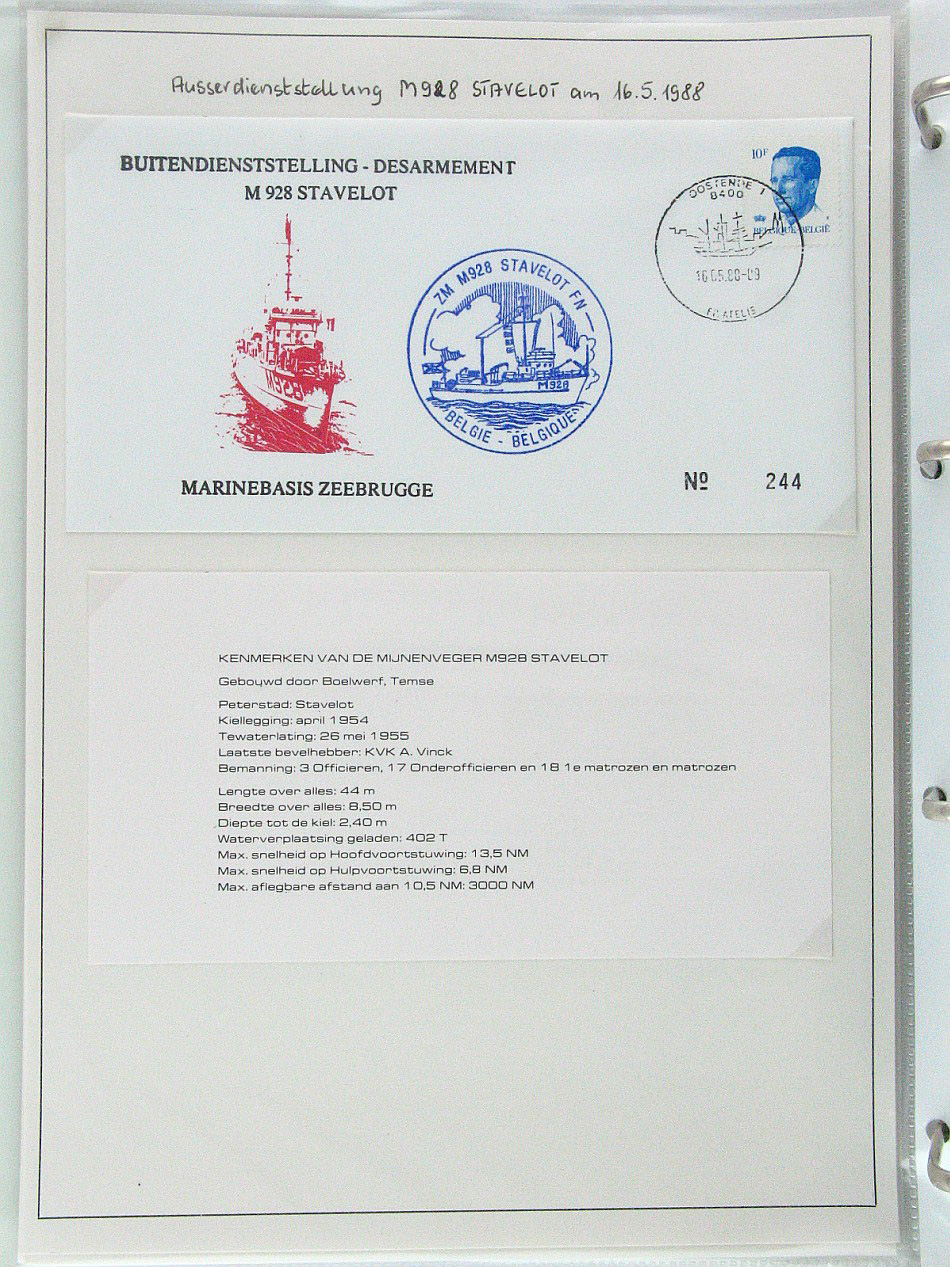 Ausserdienststellung M928 STAVELOT am 16.5.1988
BUITENDIENSTSTELLING - DESARMEMENT
M 928 STAVELOT
10F
BELGIQUE BELGIË
OOSTENDE 1
8400
16.05.88-09
FILATELIE
M928
ZM M928 STAVELOT FN
M928
BELGIE - BELGIQUE
MARINEBASIS ZEEBRUGGE
Nº 244
KENMERKEN VAN DE MIJNENVEGER M928 STAVELOT
Gebouwd door Boelwerf, Temse
Peterstad: Stavelot
Kiellegging: april 1954
Tewaterlating: 26 mei 1955
Laatste bevelhebber: KVK A. Vinck
Bemanning: 3 Officieren, 17 Onderofficieren en 18 1e matrozen en matrozen
Lengte over alles: 44 m
Breedte over alles: 8,50 m
Diepte tot de kiel: 2,40 m
Waterverplaatsing geladen: 402 T
Max. snelheid op Hoofdvoortstuwing: 13,5 NM
Max. snelheid op Hulpvoortstuwing: 6,8 NM
Max. aflegbare afstand aan 10,5 NM: 3000 NM